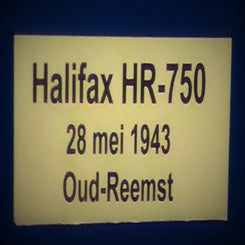 Halifax HR-750
28 mei 1943
Oud-Reemst